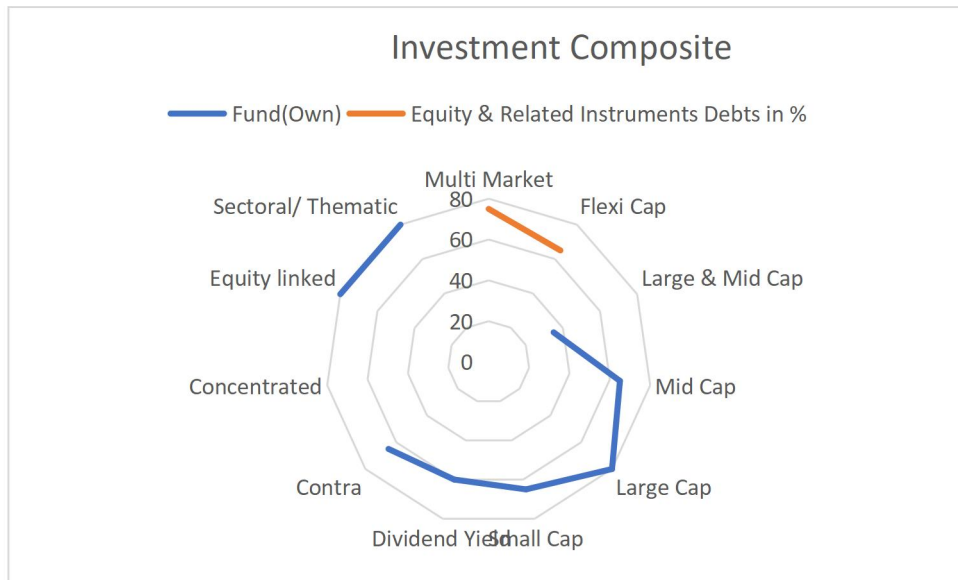 Investment Composite
Fund(Own) Equity & Related Instruments Debts in %
Multi Market
80
Sectoral/ Thematic
Flexi Cap
60
Equity linked
Large & Mid Cap
40
20
0
Concentrated
Mid Cap
Contra
Large Cap
Dividend Yield
Small Cap